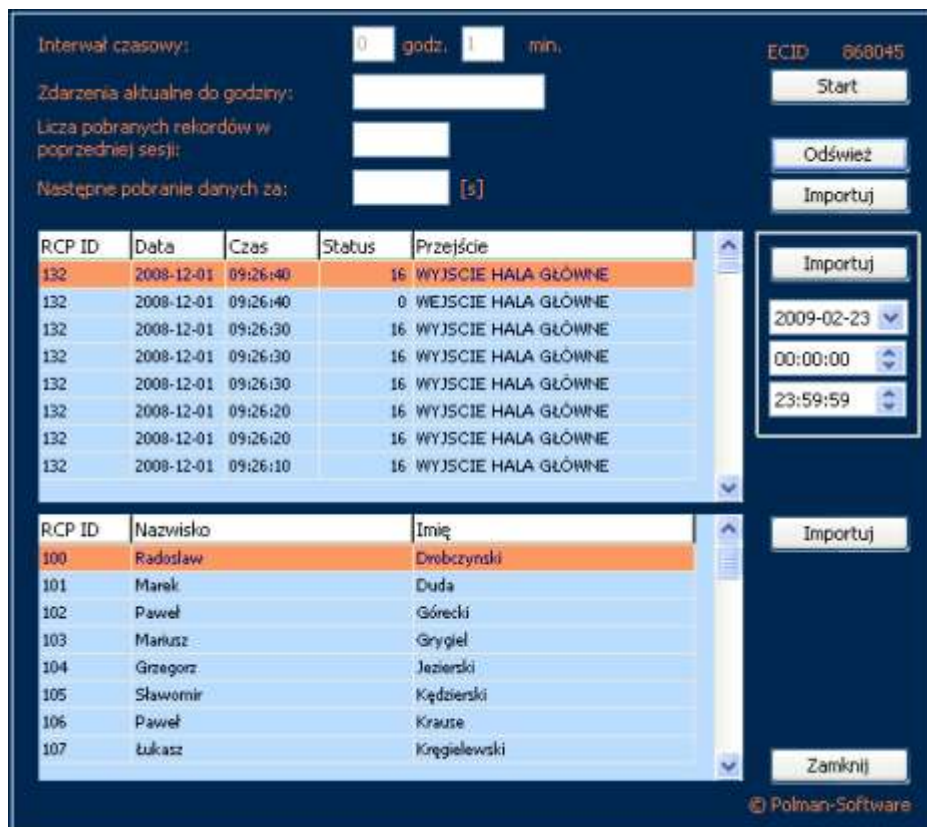 Interwał czasowy: 0 godz. 1 min.
ECID 868045
Start
Zdarzenia aktualne do godziny:
Licza pobranych rekordów w
poprzedniej sesji:
Odśwież
Następne pobranie danych za: [s]
Importuj
RCP ID Data Czas Status Przejście
132 2008-12-01 09:26:40 16 WYJSCIE HALA GŁÓWNE
132 2008-12-01 09:26:40 0 WEJSCIE HALA GŁÓWNE
132 2008-12-01 09:26:30 16 WYJSCIE HALA GŁÓWNE
132 2008-12-01 09:26:30 16 WYJSCIE HALA GŁÓWNE
132 2008-12-01 09:26:30 16 WYJSCIE HALA GŁÓWNE
132 2008-12-01 09:26:20 16 WYJSCIE HALA GŁÓWNE
132 2008-12-01 09:26:20 16 WYJSCIE HALA GŁÓWNE
132 2008-12-01 09:26:10 16 WYJSCIE HALA GŁÓWNE
Importuj
2009-02-23
00:00:00
23:59:59
RCP ID Nazwisko Imię
100 Radoslaw Drobczynski
101 Marek Duda
102 Paweł Górecki
103 Mariusz Grygiel
104 Grzegorz Jezierski
105 Sławomir Kędzierski
106 Paweł Krause
107 Łukasz Kręgielewski
Importuj
Zamknij
© Polman-Software